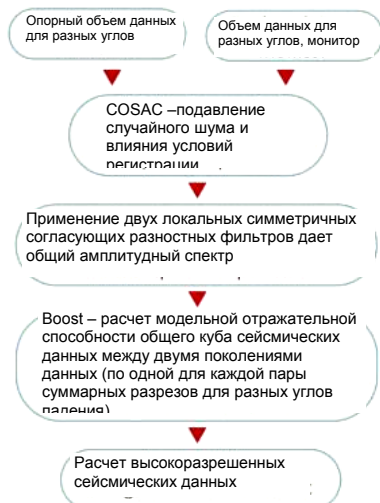 Опорный объем данных
для разных углов
Объем данных для
разных углов, монитор
COSAC –подавление
случайного шума и
влияния условий
регистрации
Применение двух локальных симметричных
согласующих разностных фильтров дает
общий амплитудный спектр
Boost – расчет модельной отражательной
способности общего куба сейсмических
данных между двумя поколениями
данных (по одной для каждой пары
суммарных разрезов для разных углов
падения)
Расчет высокоразрешенных
сейсмических данных